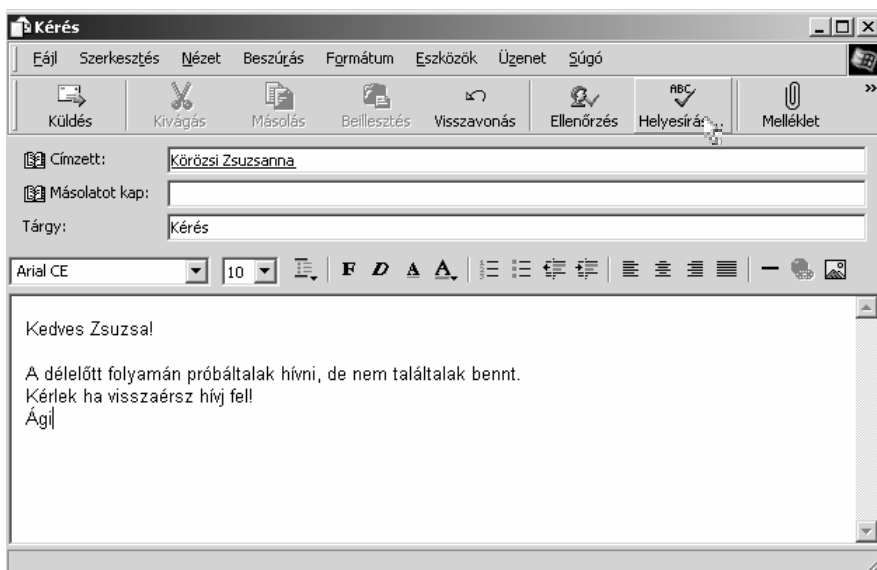 Kérés
Fájl Szerkesztés Nézet Beszúrás Formátum Eszközök Üzenet Súgó
ABC
Küldés Kivágás Másolás Beillesztés Visszavonás Ellenőrzés Helyesírás... Melléklet
Címzett: Körözsi Zsuzsanna
Másolatot kap:
Tárgy: Kérés
Arial CE 10 F D A A
Kedves Zsuzsa!
A délelőtt folyamán próbáltalak hívni, de nem találtalak bennt.
Kérlek ha visszaérsz hívj fel!
Ági